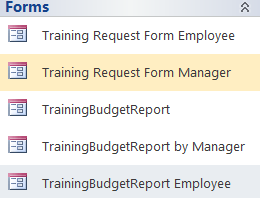 Forms
Training Request Form Employee
Training Request Form Manager
TrainingBudgetReport
TrainingBudgetReport by Manager
TrainingBudgetReport Employee